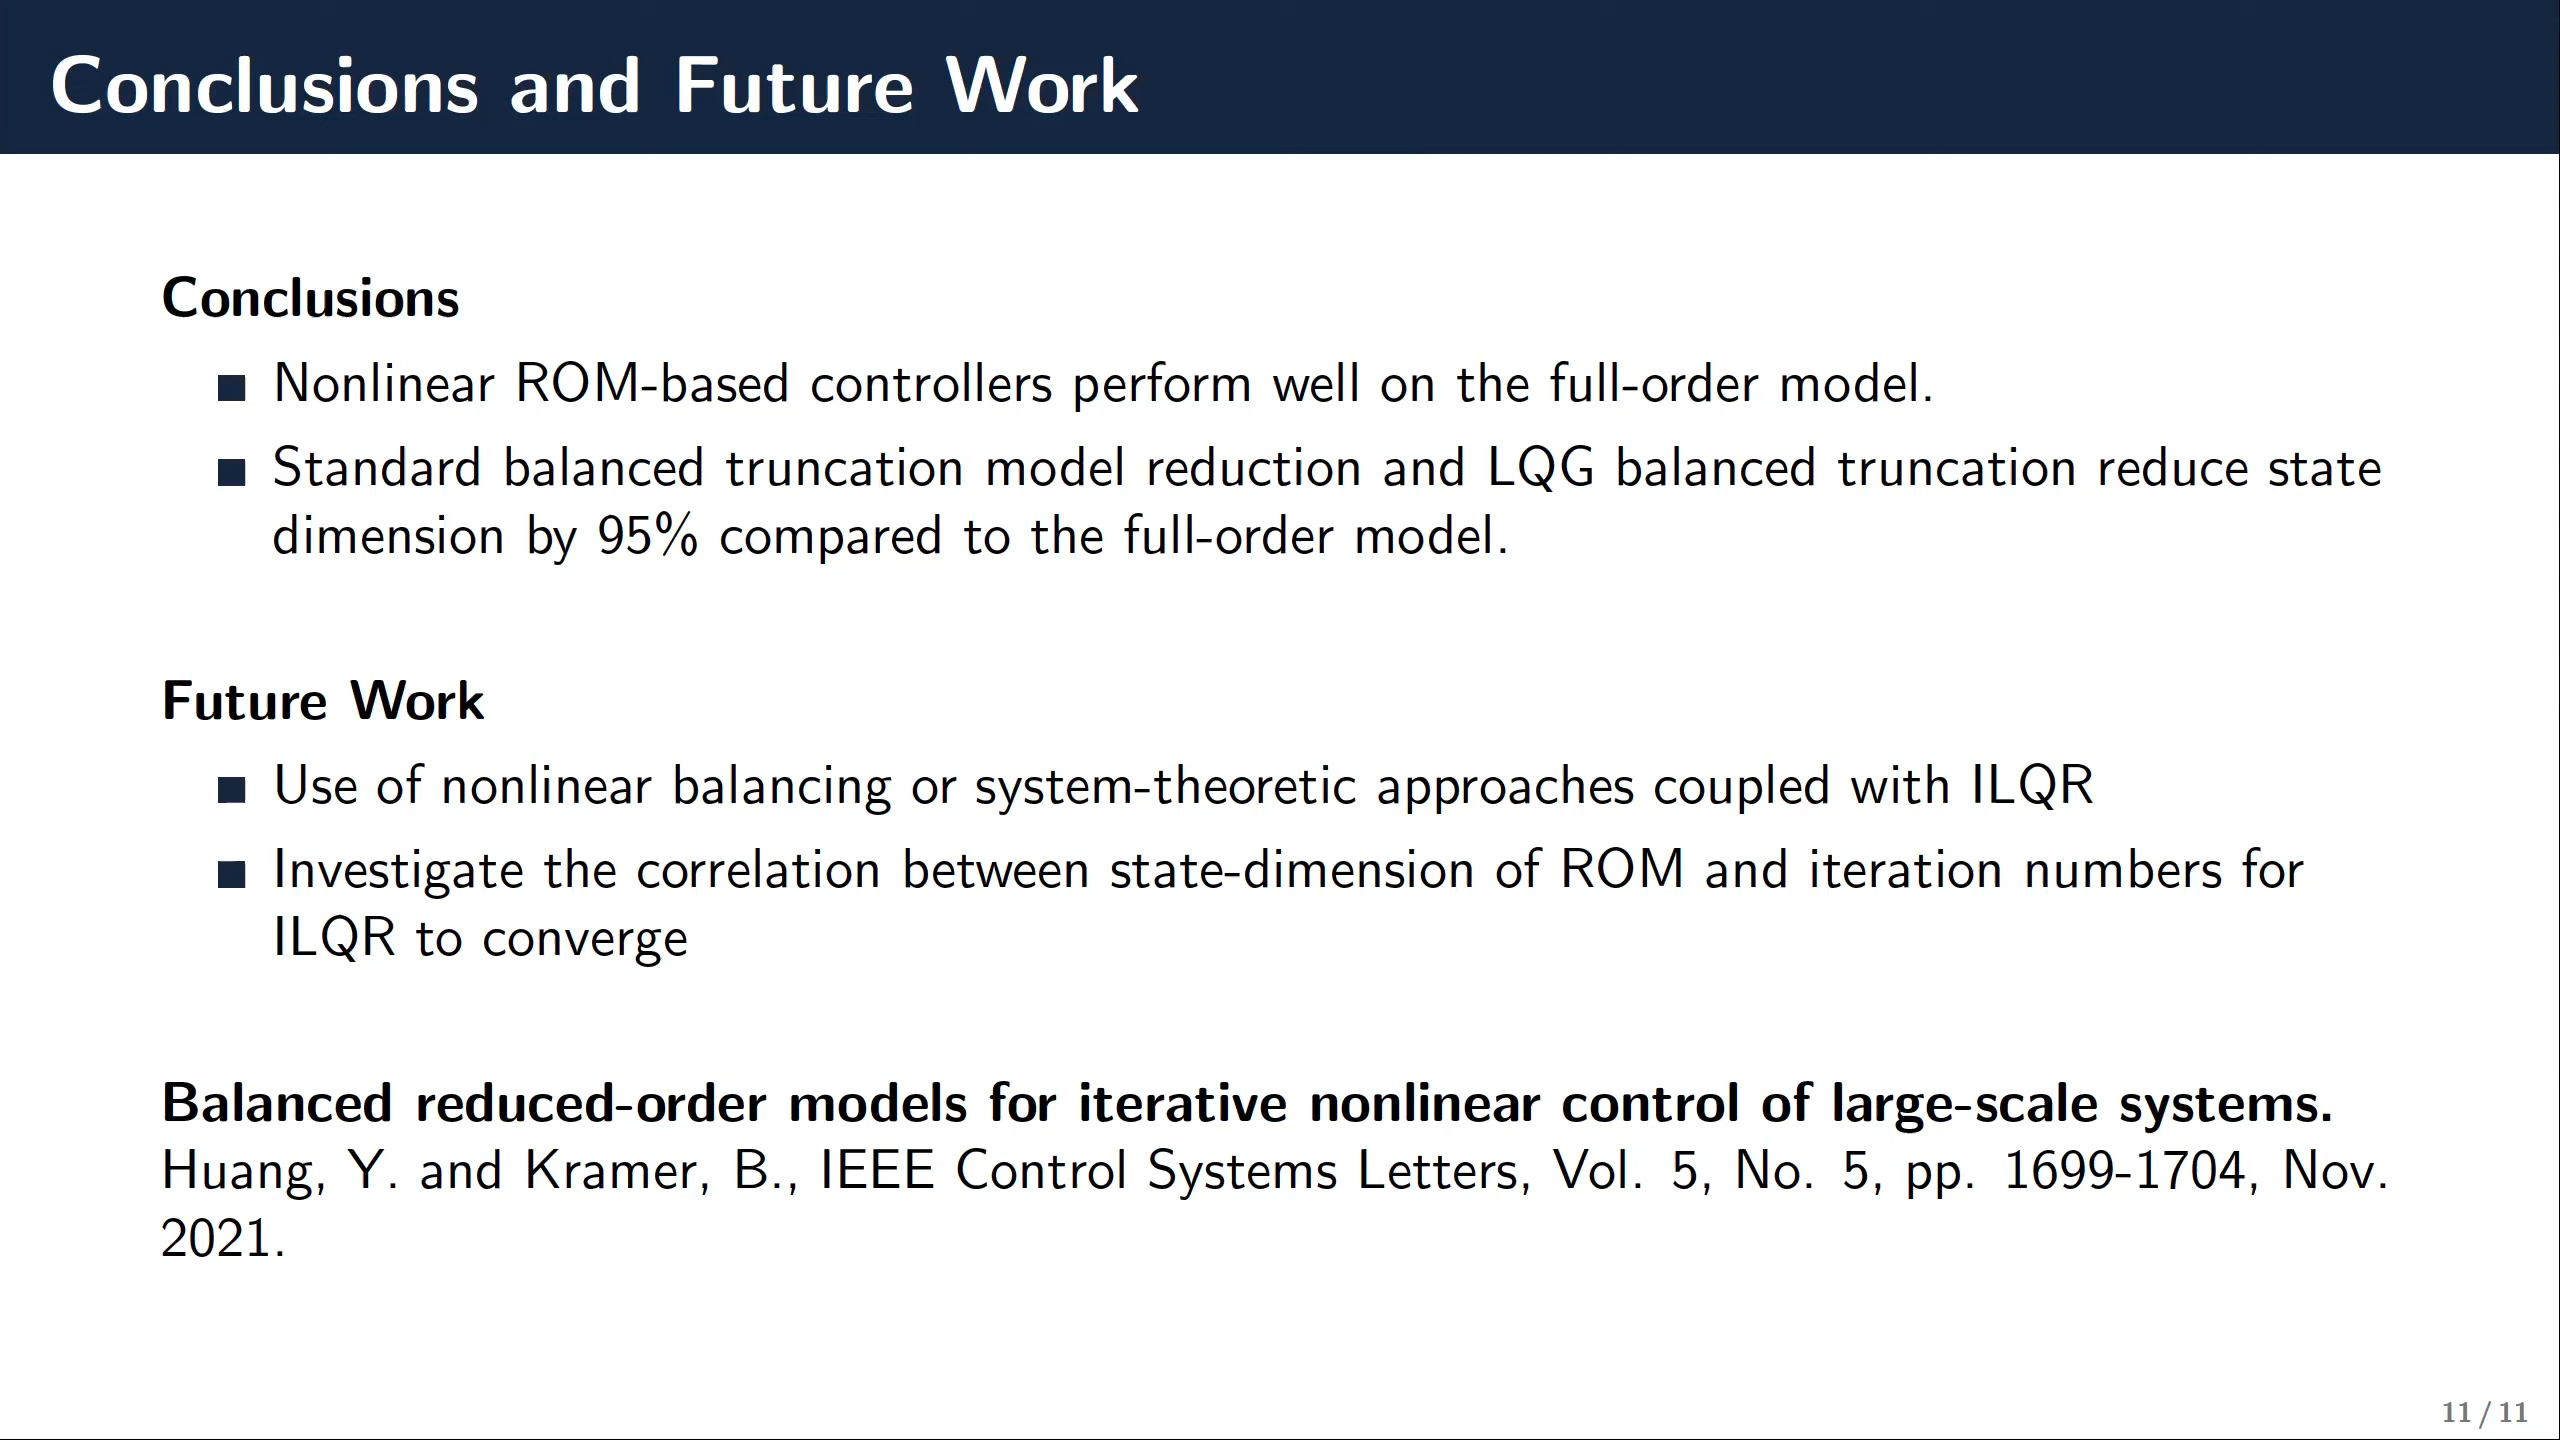 Conclusions and Future Work
Conclusions
Nonlinear ROM-based controllers perform well on the full-order model.
Standard balanced truncation model reduction and LQG balanced truncation reduce state
dimension by 95% compared to the full-order model.
Future Work
Use of nonlinear balancing or system-theoretic approaches coupled with ILQR
Investigate the correlation between state-dimension of ROM and iteration numbers for
ILQR to converge
Balanced reduced-order models for iterative nonlinear control of large-scale systems.
Huang, Y. and Kramer, B., IEEE Control Systems Letters, Vol. 5, No. 5, pp. 1699-1704, Nov.
2021.
11 / 11